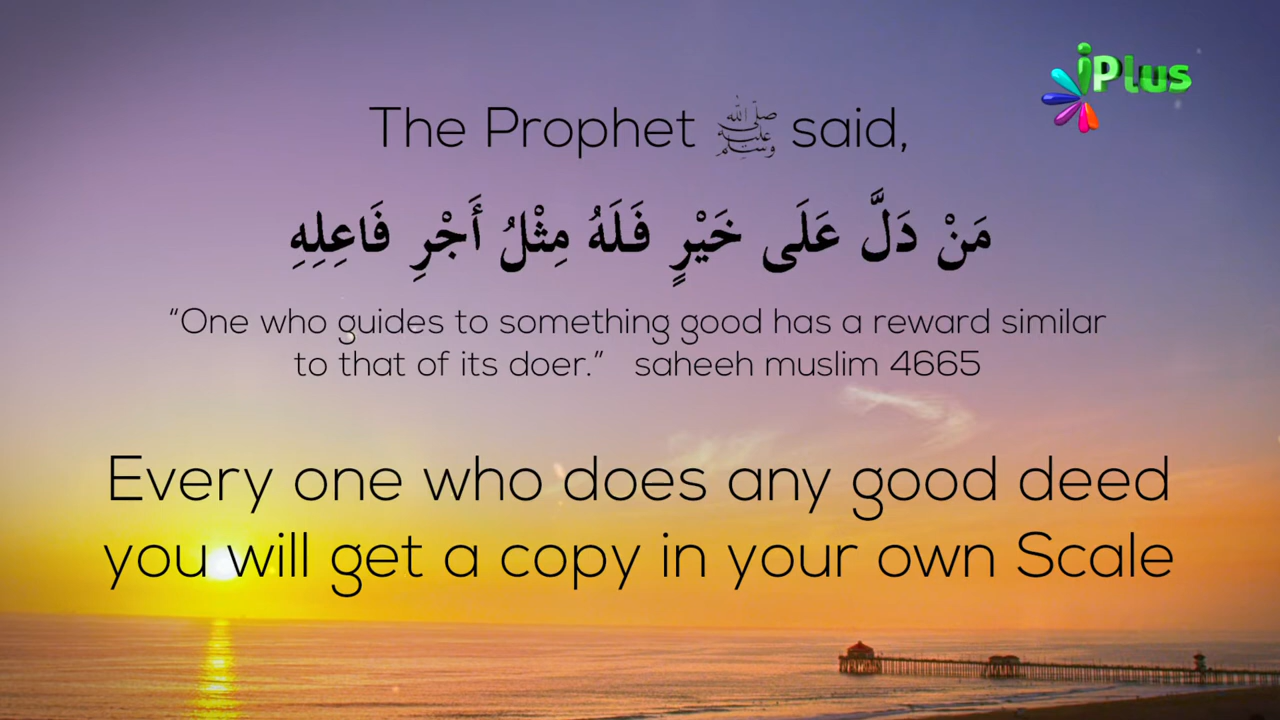 iPlus
The Prophet ﷺ said,
مَنْ دَلَّ عَلَى خَيْرٍ فَلَهُ مِثْلُ أَجْرِ فَاعِلِهِ
“One who guides to something good has a reward similar
to that of its doer.” saheeh muslim 4665
Every one who does any good deed
you will get a copy in your own Scale